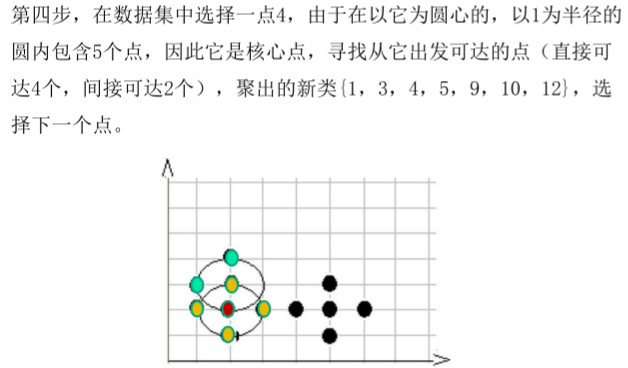 第四步，在数据集中选择一点4，由于在以它为圆心的，以1为半径的
圆内包含5个点，因此它是核心点，寻找从它出发可达的点（直接可
达4个，间接可达2个），聚出的新类{1，3，4，5，9，10，12}，选
择下一个点。